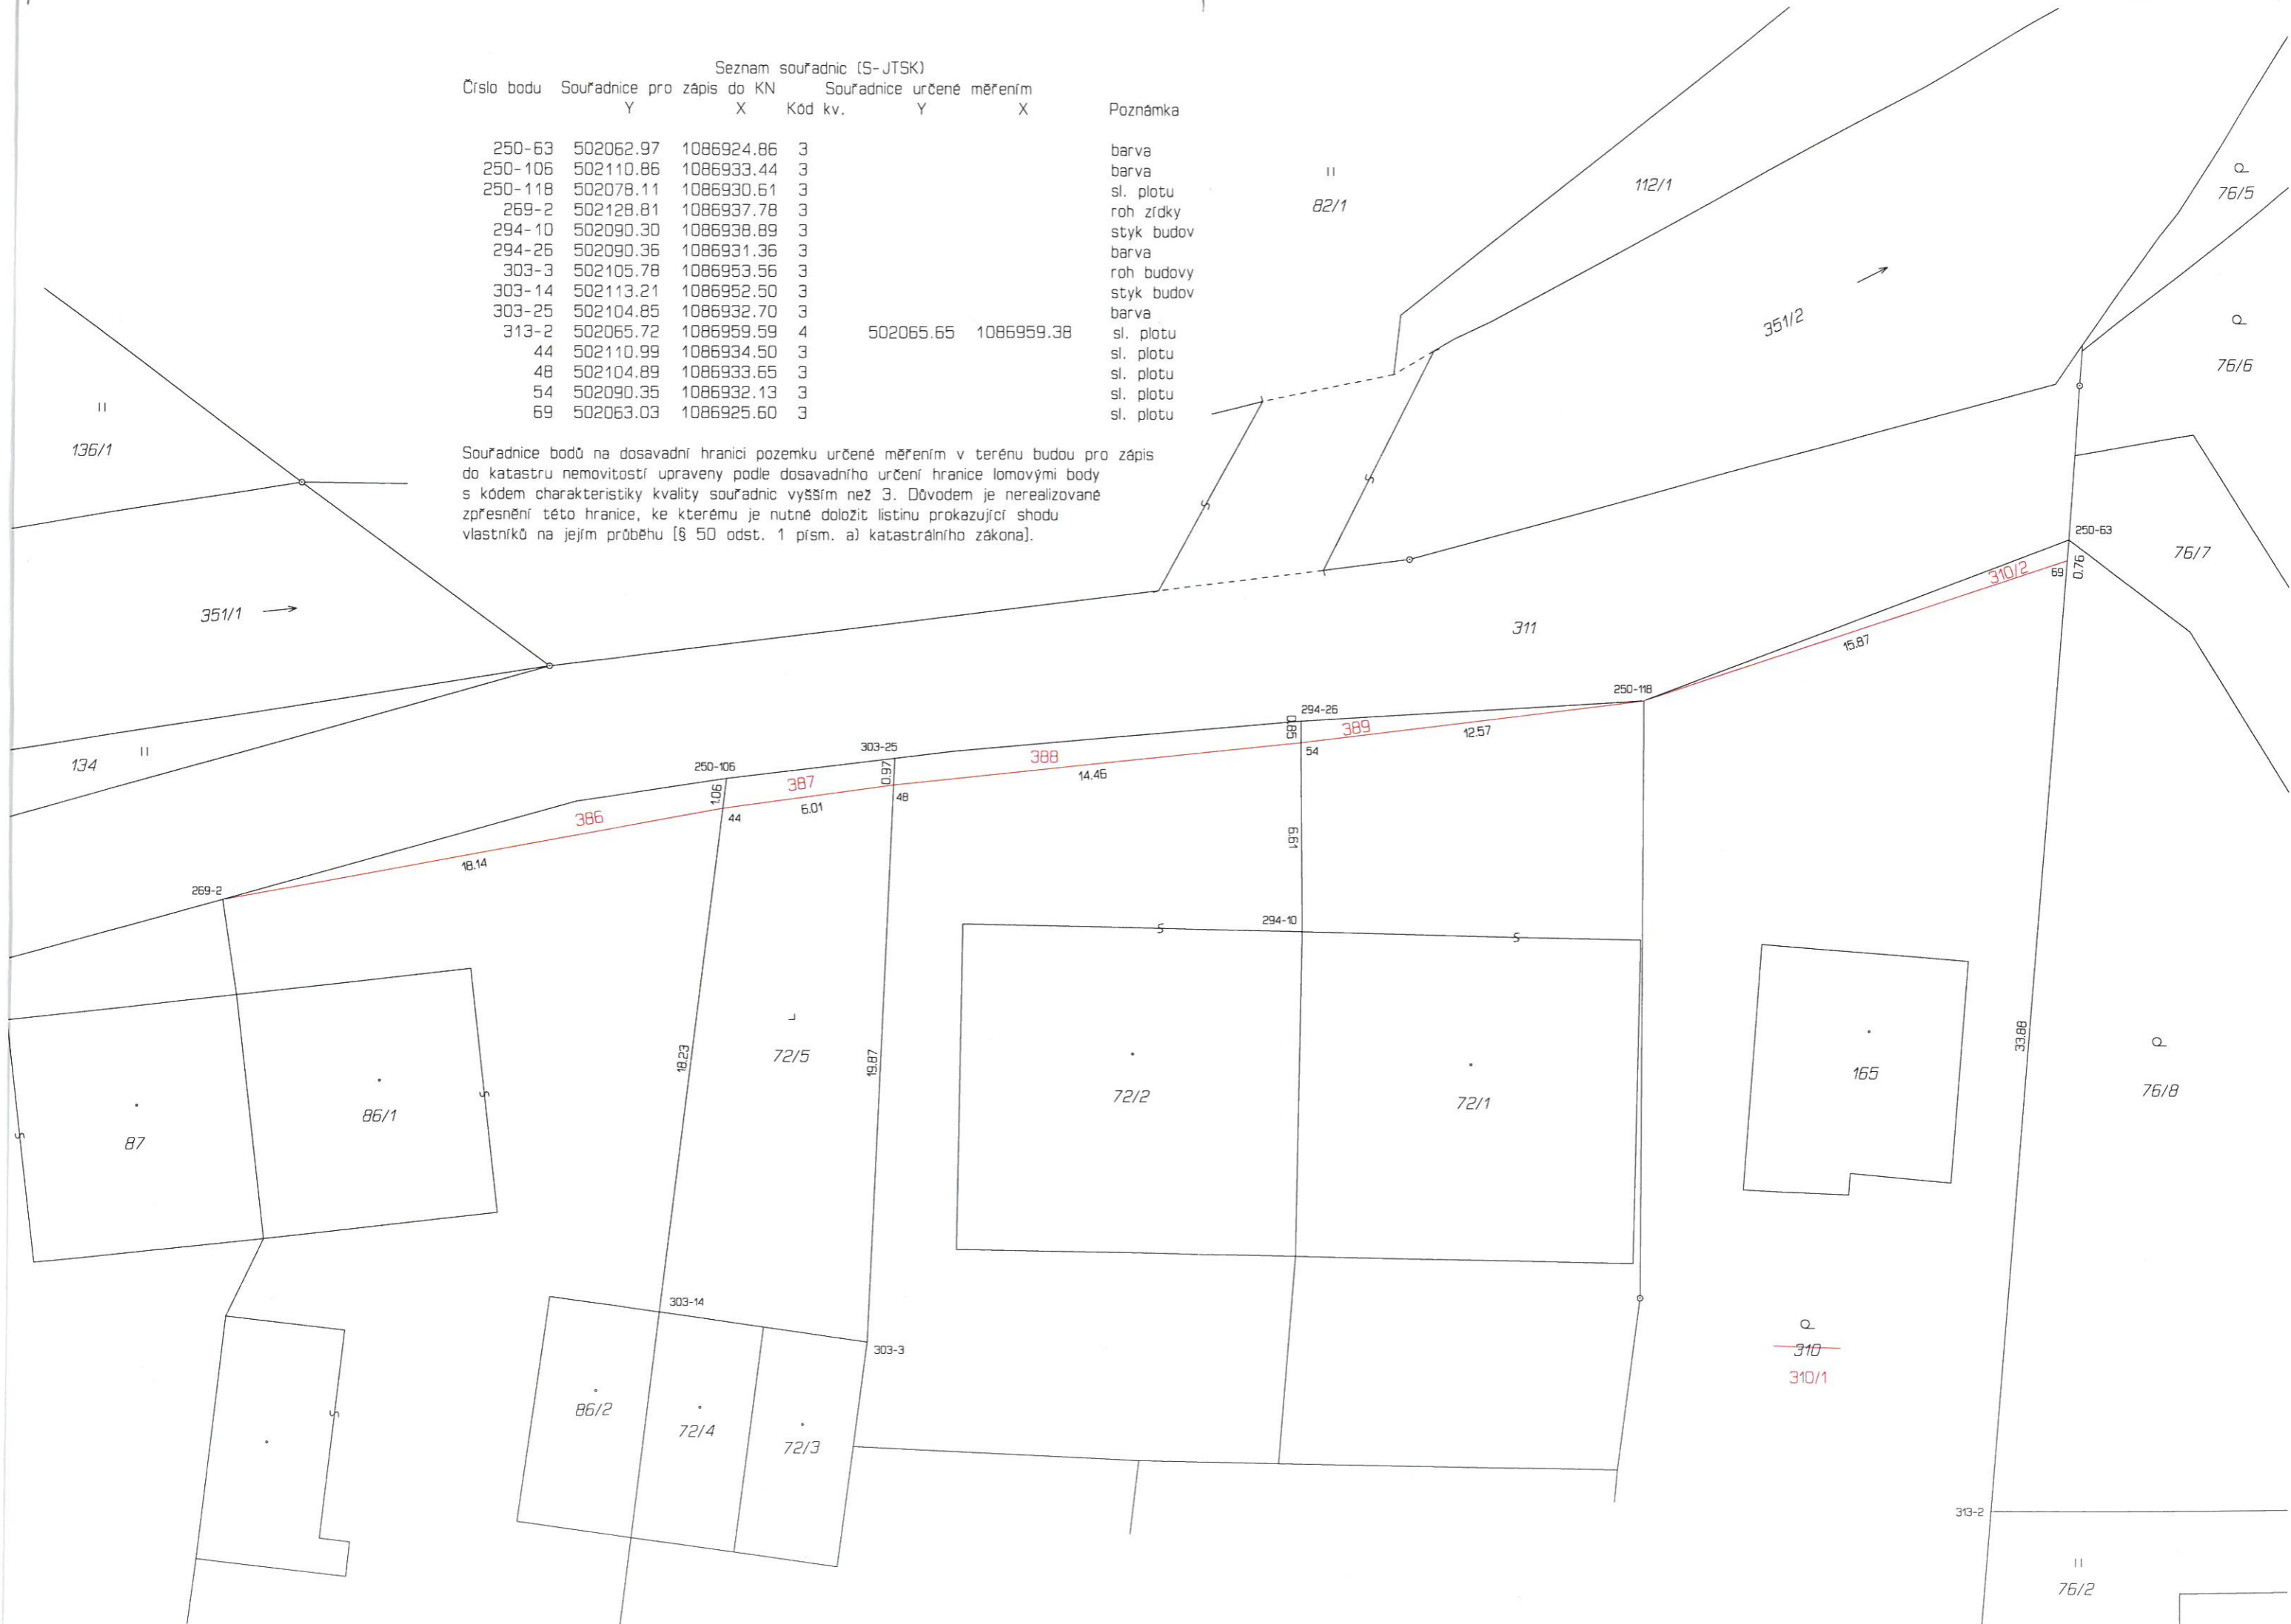 Seznam souřadnic (S-JTSK)
Číslo bodu Souřadnice pro zápis do KN Souřadnice určené měřením
Y X Kód kv. Y X Poznámka
250-63 502062.97 1086924.86 3 barva
250-106 502110.86 1086933.44 3 barva
250-118 502078.11 1086930.61 3 sl. plotu
269-2 502128.81 1086937.78 3 roh zídky
294-10 502090.30 1086938.89 3 styk budov
294-26 502090.36 1086931.36 3 barva
303-3 502105.78 1086953.56 3 roh budovy
303-14 502113.21 1086952.50 3 styk budov
303-25 502104.85 1086932.70 3 barva
313-2 502065.72 1086959.59 4 502065.65 1086959.38 sl. plotu
44 502110.99 1086934.50 3 sl. plotu
48 502104.89 1086933.65 3 sl. plotu
54 502090.35 1086932.13 3 sl. plotu
69 502063.03 1086925.60 3 sl. plotu
Souřadnice bodů na dosavadní hranici pozemku určené měřením v terénu budou pro zápis
do katastru nemovitostí upraveny podle dosavadního určení hranice lomovými body
s kódem charakteristiky kvality souřadnic vyšším než 3. Důvodem je nerealizované
zpřesnění této hranice, ke kterému je nutné doložit listinu prokazující shodu
vlastníků na jejím průběhu [§ 50 odst. 1 písm. a) katastrálního zákona].
82/1
112/1
76/5
351/2
76/6
136/1
250-63
76/7
0.76
69
310/2
351/1
311
15.87
250-118
294-26
0.85
389
12.57
54
134
303-25
388
14.46
250-106
0.97
387
1.06
48
6.01
386
44
6.61
18.14
269-2
294-10
72/5
18.23
19.87
33.88
165
76/8
72/2
72/1
86/1
87
303-14
303-3
310
310/1
86/2
72/4
72/3
313-2
76/2